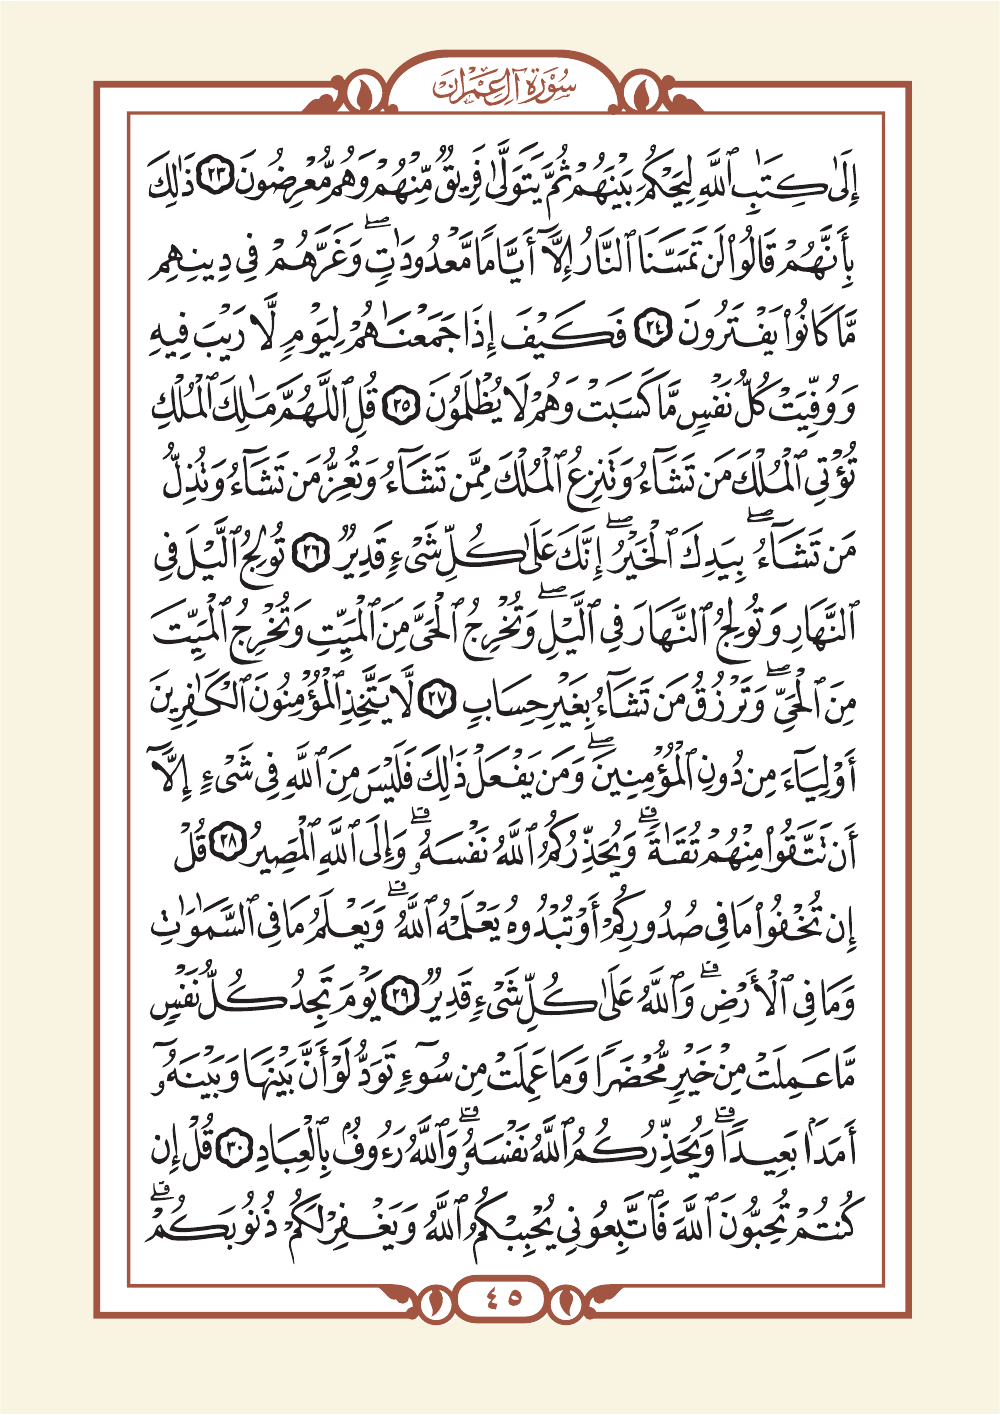 سُورَةُ آلِ عِمْرَانَ
إِلَىٰ كِتَٰبِ ٱللَّهِ لِيَحْكُمَ بَيْنَهُمْ ثُمَّ يَتَوَلَّىٰ فَرِيقٌ مِّنْهُمْ وَهُم مُّعْرِضُونَ ٢٣ ذَٰلِكَ
بِأَنَّهُمْ قَالُوا۟ لَن تَمَسَّنَا ٱلنَّارُ إِلَّآ أَيَّامًا مَّعْدُودَٰتٍ ۖ وَغَرَّهُمْ فِى دِينِهِم
مَّا كَانُوا۟ يَفْتَرُونَ ٢٤ فَكَيْفَ إِذَا جَمَعْنَٰهُمْ لِيَوْمٍ لَّا رَيْبَ فِيهِ
وَوُفِّيَتْ كُلُّ نَفْسٍ مَّا كَسَبَتْ وَهُمْ لَا يُظْلَمُونَ ٢٥ قُلِ ٱللَّهُمَّ مَٰلِكَ ٱلْمُلْكِ
تُؤْتِى ٱلْمُلْكَ مَن تَشَآءُ وَتَنزِعُ ٱلْمُلْكَ مِمَّن تَشَآءُ وَتُعِزُّ مَن تَشَآءُ وَتُذِلُّ
مَن تَشَآءُ ۖ بِيَدِكَ ٱلْخَيْرُ ۖ إِنَّكَ عَلَىٰ كُلِّ شَىْءٍ قَدِيرٌ ٢٦ تُولِجُ ٱلَّيْلَ فِى
ٱلنَّهَارِ وَتُولِجُ ٱلنَّهَارَ فِى ٱلَّيْلِ ۖ وَتُخْرِجُ ٱلْحَىَّ مِنَ ٱلْمَيِّتِ وَتُخْرِجُ ٱلْمَيِّتَ
مِنَ ٱلْحَىِّ ۖ وَتَرْزُقُ مَن تَشَآءُ بِغَيْرِ حِسَابٍ ٢٧ لَّا يَتَّخِذِ ٱلْمُؤْمِنُونَ ٱلْكَٰفِرِينَ
أَوْلِيَآءَ مِن دُونِ ٱلْمُؤْمِنِينَ ۖ وَمَن يَفْعَلْ ذَٰلِكَ فَلَيْسَ مِنَ ٱللَّهِ فِى شَىْءٍ إِلَّآ
أَن تَتَّقُوا۟ مِنْهُمْ تُقَىٰةً ۗ وَيُحَذِّرُكُمُ ٱللَّهُ نَفْسَهُۥ ۗ وَإِلَى ٱللَّهِ ٱلْمَصِيرُ ٢٨ قُلْ
إِن تُخْفُوا۟ مَا فِى صُدُورِكُمْ أَوْ تُبْدُوهُ يَعْلَمْهُ ٱللَّهُ ۗ وَيَعْلَمُ مَا فِى ٱلسَّمَٰوَٰتِ
وَمَا فِى ٱلْأَرْضِ ۗ وَٱللَّهُ عَلَىٰ كُلِّ شَىْءٍ قَدِيرٌ ٢٩ يَوْمَ تَجِدُ كُلُّ نَفْسٍ
مَّا عَمِلَتْ مِنْ خَيْرٍ مُّحْضَرًا وَمَا عَمِلَتْ مِن سُوٓءٍ تَوَدُّ لَوْ أَنَّ بَيْنَهَا وَبَيْنَهُۥٓ
أَمَدًۢا بَعِيدًا ۗ وَيُحَذِّرُكُمُ ٱللَّهُ نَفْسَهُۥ ۗ وَٱللَّهُ رَءُوفٌۢ بِٱلْعِبَادِ ٣٠ قُلْ إِن
كُنتُمْ تُحِبُّونَ ٱللَّهَ فَٱتَّبِعُونِى يُحْبِبْكُمُ ٱللَّهُ وَيَغْفِرْ لَكُمْ ذُنُوبَكُمْ ۗ
٤٥